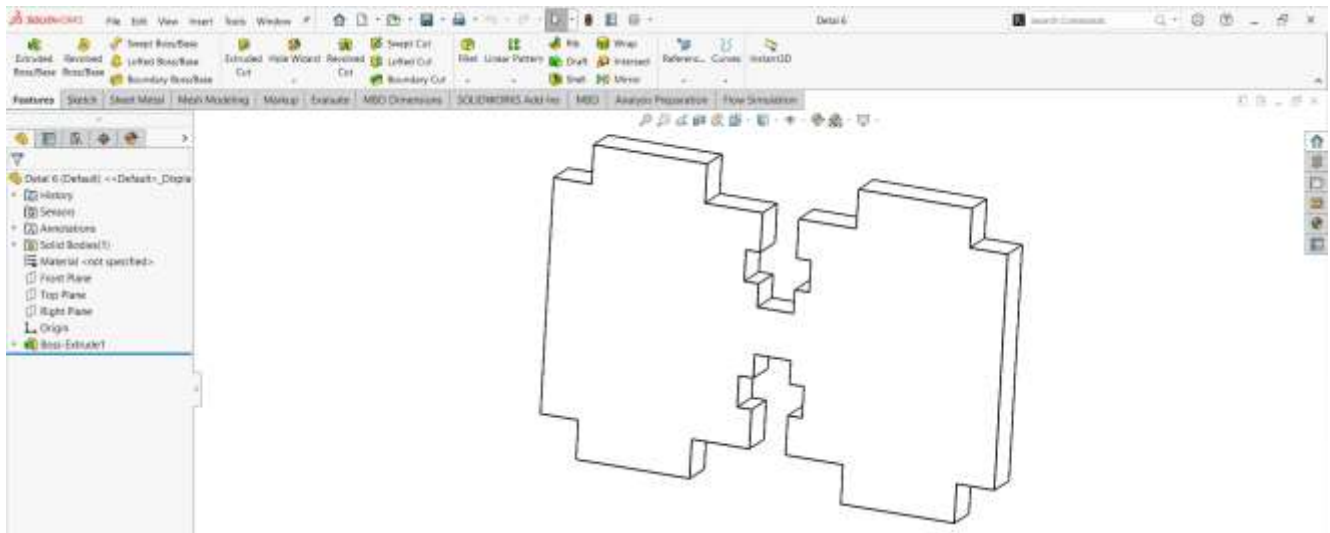 SOLIDWORKS File Edit View Insert Tools Window Detal 6 Search Commands
Extruded Boss/Base Revolved Boss/Base Swept Boss/Base Lofted Boss/Base Boundary Boss/Base Extruded Cut Hole Wizard Revolved Cut Swept Cut Lofted Cut Boundary Cut Fillet Linear Pattern Rib Draft Shell Wrap Intersect Mirror Referenc... Curves Instant3D
Features Sketch Sheet Metal Mesh Modeling Markup Evaluate MBD Dimensions SOLIDWORKS Add-Ins MBD Analysis Preparation Flow Simulation
Detal 6 (Default) <<Default>_Displa
History
Sensors
Annotations
Solid Bodies(1)
Material <not specified>
Front Plane
Top Plane
Right Plane
Origin
Boss-Extrude1